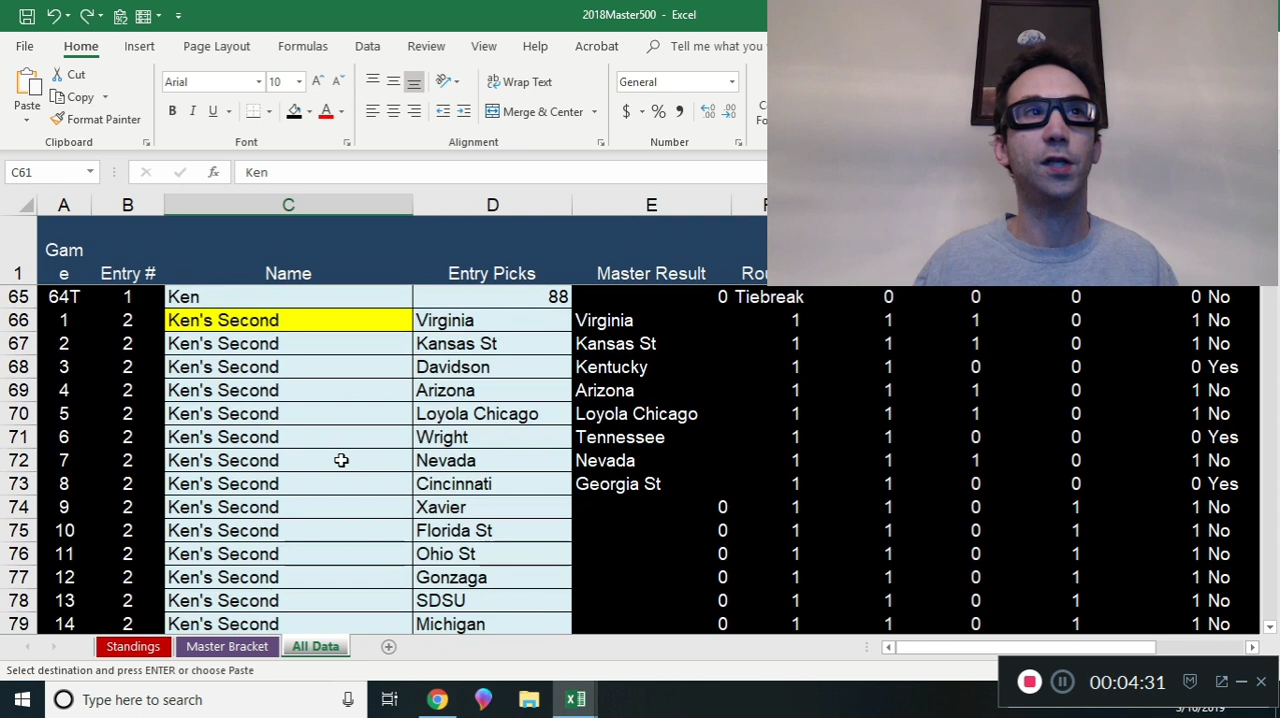 2018Master500 - Excel
File Home Insert Page Layout Formulas Data Review View Help Acrobat Tell me what you
Paste
Cut
Copy
Format Painter
Clipboard
Arial 10
B I U A
Font
Wrap Text
Merge & Center
Alignment
General
$ % ,
Number
C61 fx Ken
A B C D E
1 Game Entry # Name Entry Picks Master Result
65 64T 1 Ken 88 0 Tiebreak 0 0 0 0 No
66 1 2 Ken's Second Virginia Virginia 1 1 1 0 1 No
67 2 2 Ken's Second Kansas St Kansas St 1 1 1 0 1 No
68 3 2 Ken's Second Davidson Kentucky 1 1 0 0 0 Yes
69 4 2 Ken's Second Arizona Arizona 1 1 1 0 1 No
70 5 2 Ken's Second Loyola Chicago Loyola Chicago 1 1 1 0 1 No
71 6 2 Ken's Second Wright Tennessee 1 1 0 0 0 Yes
72 7 2 Ken's Second Nevada Nevada 1 1 1 0 1 No
73 8 2 Ken's Second Cincinnati Georgia St 1 1 0 0 0 Yes
74 9 2 Ken's Second Xavier 0 1 1 0 1 1 No
75 10 2 Ken's Second Florida St 0 1 1 0 1 1 No
76 11 2 Ken's Second Ohio St 0 1 1 0 1 1 No
77 12 2 Ken's Second Gonzaga 0 1 1 0 1 1 No
78 13 2 Ken's Second SDSU 0 1 1 0 1 1 No
79 14 2 Ken's Second Michigan 0 1 1 0 1 1 No
Standings Master Bracket All Data
Select destination and press ENTER or choose Paste
00:04:31
Type here to search